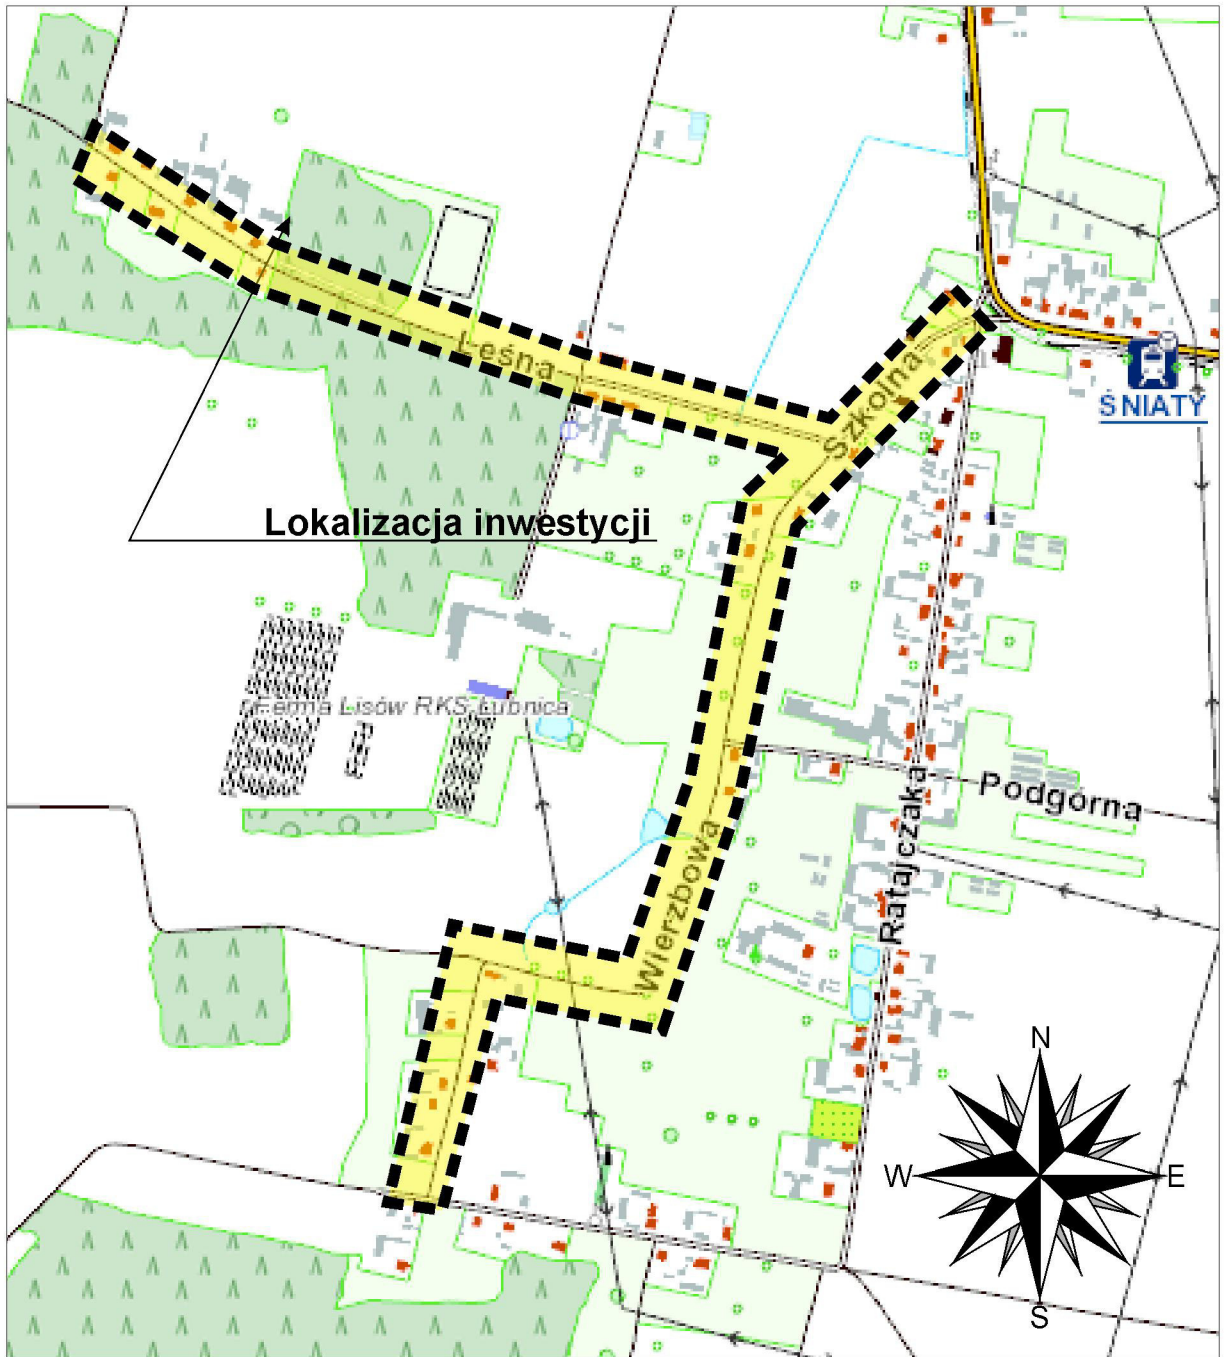 Leśna
Szkolna
ŚNIATY
Lokalizacja inwestycji
Ferma Lisów RKS Łubnica
Podgórna
Ratajczaka
Wierzbowa
N
W
E
S